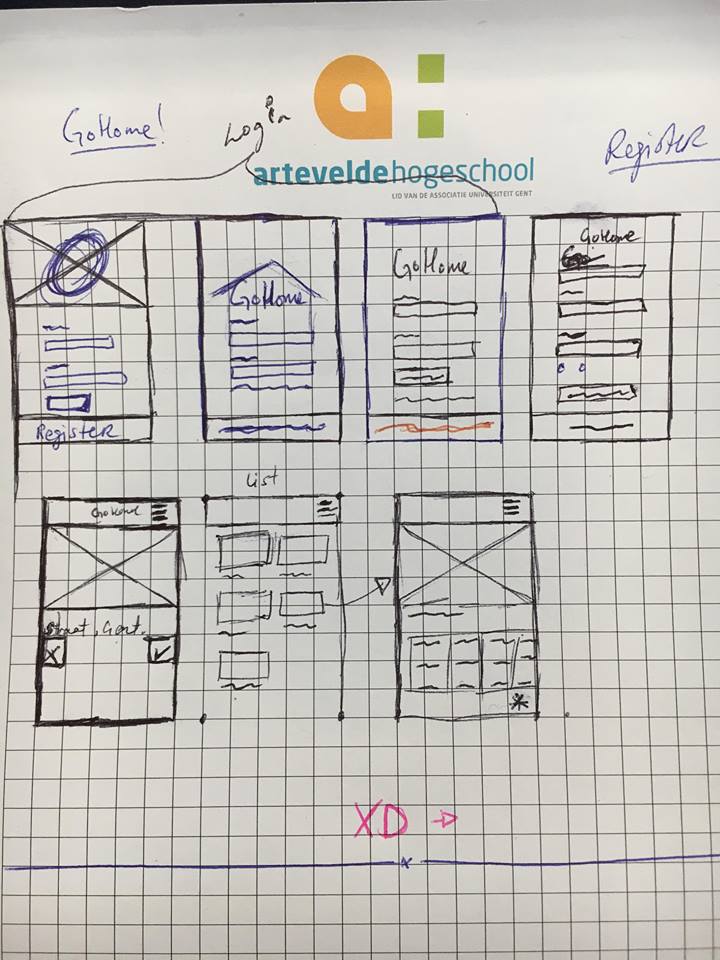 a:
GoHome!
Login
Register
arteveldehogeschool
LID VAN DE ASSOCIATIE UNIVERSITEIT GENT
GoHome
GoHome
GoHome
Register
List
GoHome
Straat, Gent.
XD